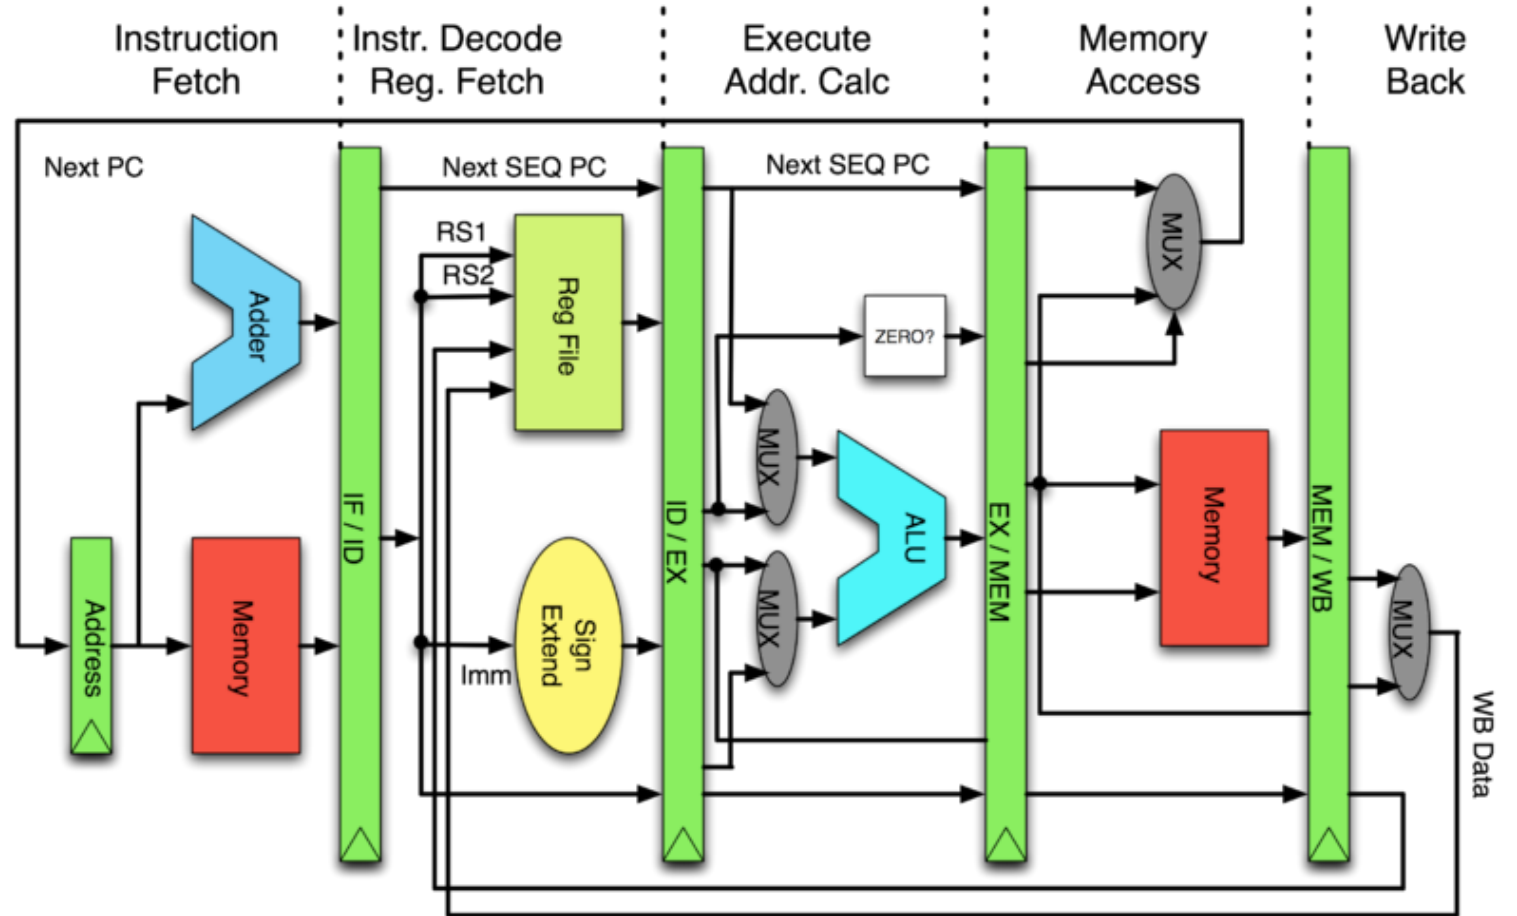 Instruction
Fetch
Instr. Decode
Reg. Fetch
Execute
Addr. Calc
Memory
Access
Write
Back
Next PC
Next SEQ PC
Next SEQ PC
RS1
RS2
Adder
Reg File
ZERO?
MUX
MUX
MUX
ALU
IF / ID
ID / EX
EX / MEM
MEM / WB
Address
Memory
Sign
Extend
Imm
Memory
MUX
WB Data